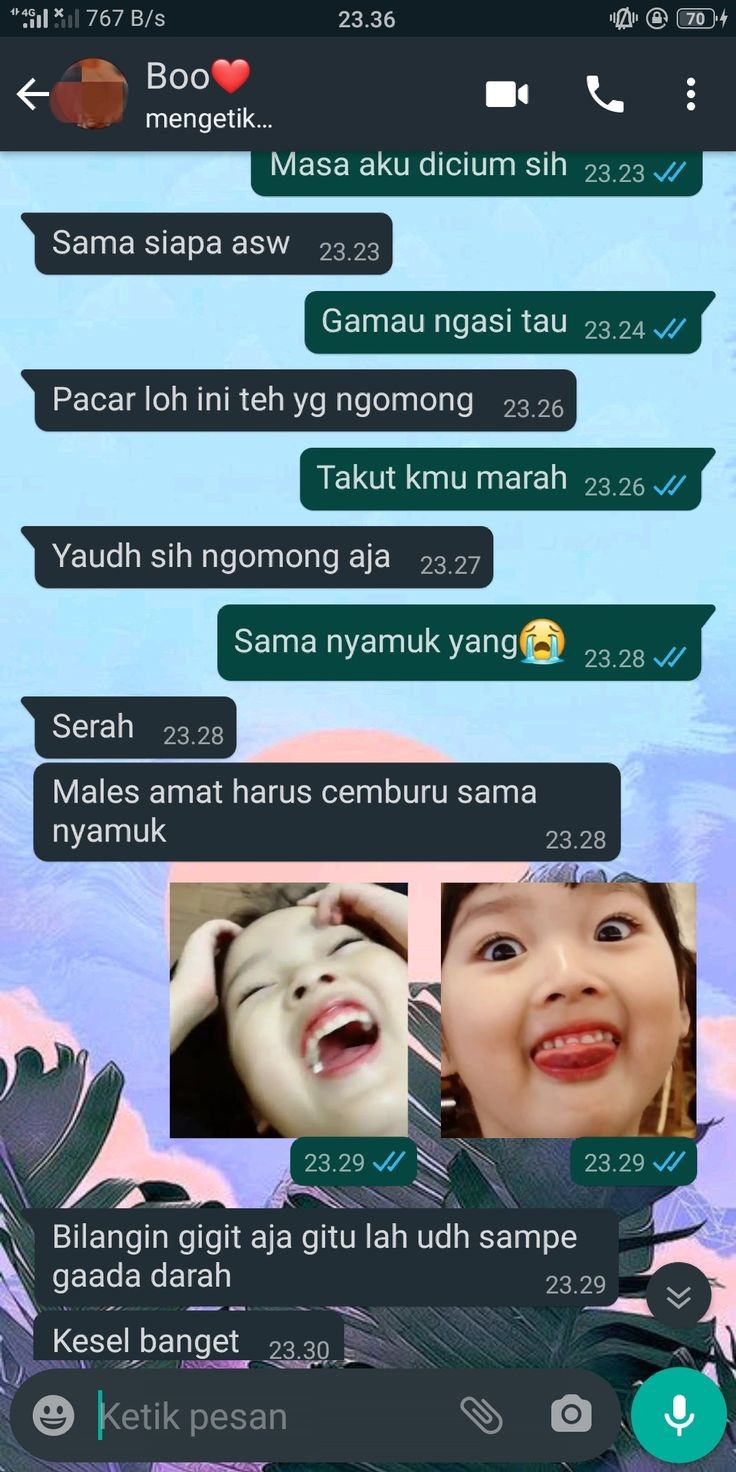 4G 767 B/s 23.36 70
Boo❤️
mengetik...
Masa aku dicium sih 23.23
Sama siapa asw 23.23
Gamau ngasi tau 23.24
Pacar loh ini teh yg ngomong 23.26
Takut kmu marah 23.26
Yaudh sih ngomong aja 23.27
Sama nyamuk yang😭 23.28
Serah 23.28
Males amat harus cemburu sama
nyamuk 23.28
23.29 23.29
Bilangin gigit aja gitu lah udh sampe
gaada darah 23.29
Kesel banget 23.30
Ketik pesan